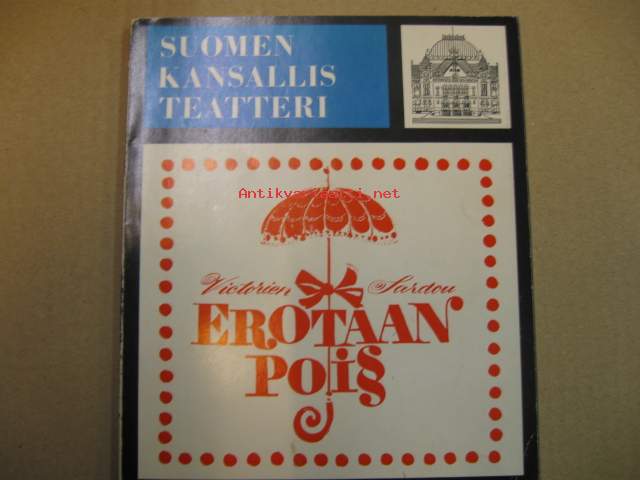 SUOMEN
KANSALLIS
TEATTERI
Antikvariaatti.net
Victorien Sardou
EROTAAN
POIS